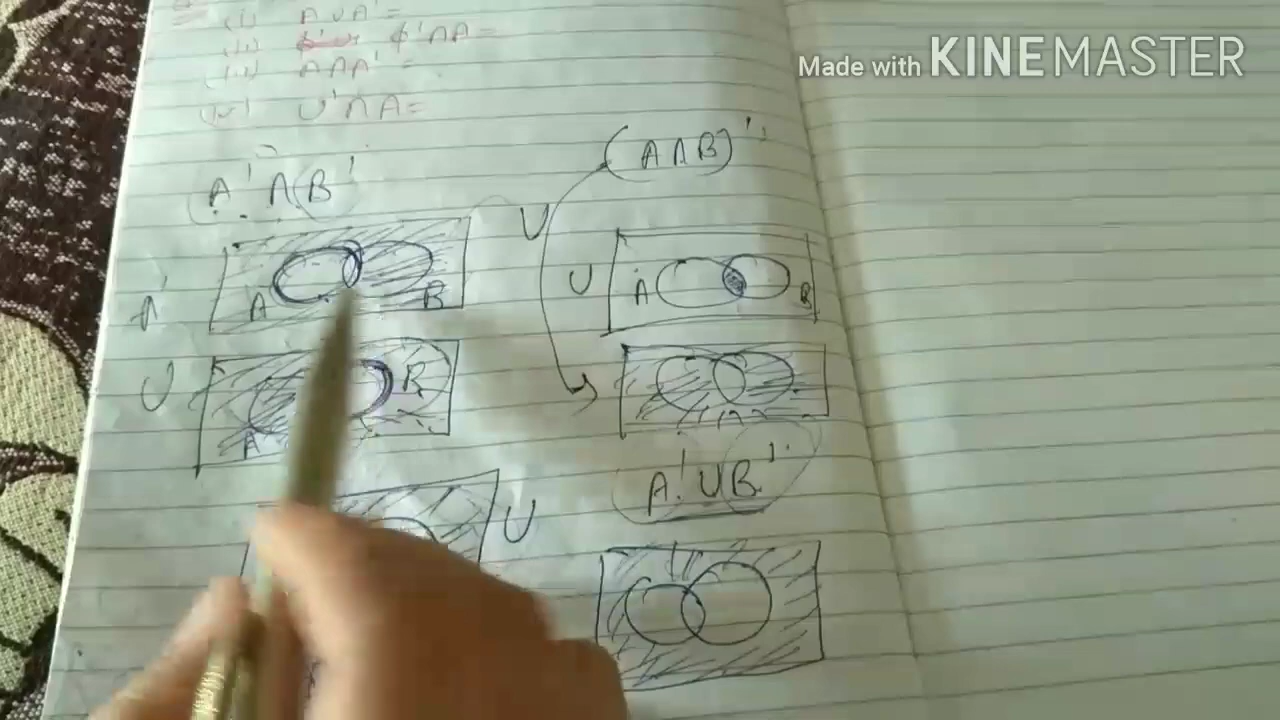 (i) A ∪ A' =
(ii) ϕ' ∩ A =
(iii) A ∩ A' =
(iv) U' ∩ A =
Made with KINEMASTER
A' ∩ B'
(A ∩ B)'
U
A B
A'
U
A B
U
A B
U
A' ∪ B'